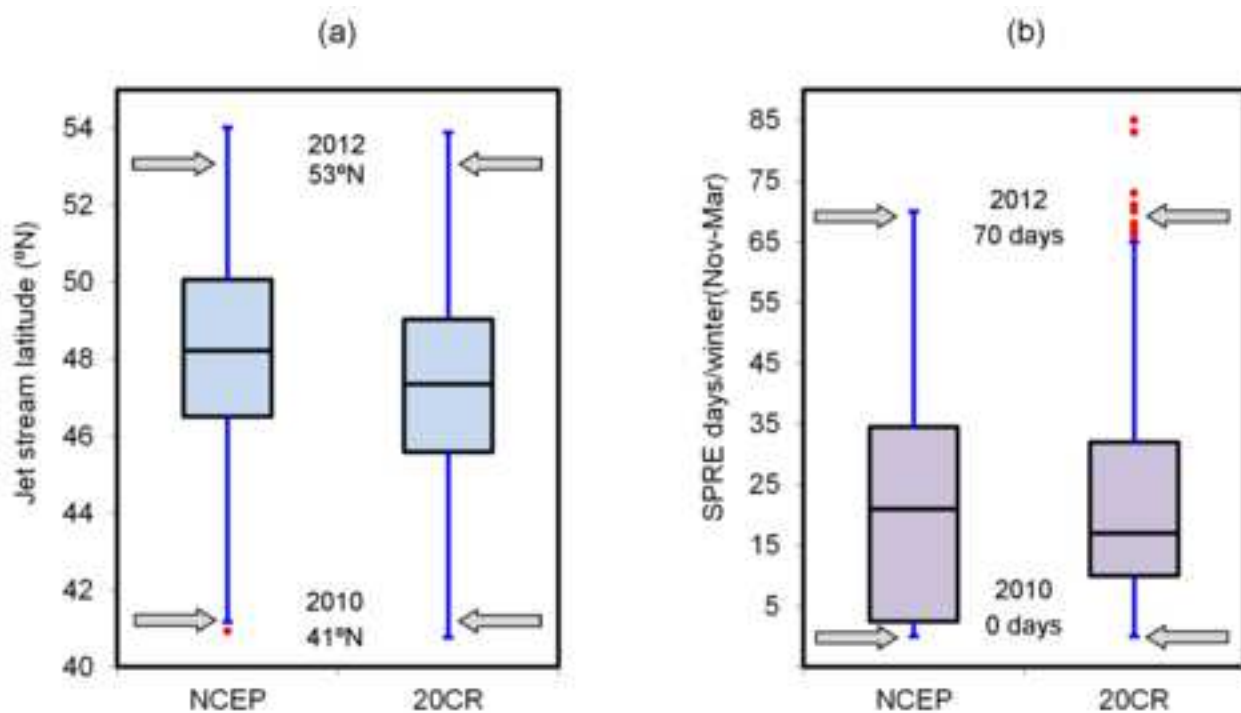 (a)
Jet stream latitude (ºN)
54
52
50
48
46
44
42
40
2012
53ºN
2010
41ºN
NCEP
20CR
(b)
SPRE days/winter(Nov-Mar)
85
75
65
55
45
35
25
15
5
2012
70 days
2010
0 days
NCEP
20CR